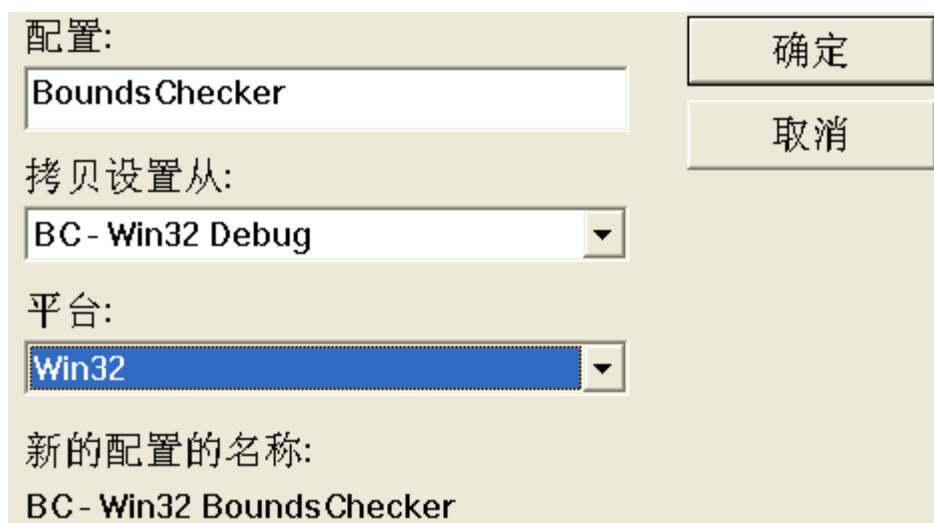 配置:
确定
BoundsChecker
取消
拷贝设置从:
BC - Win32 Debug
平台:
Win32
新的配置的名称:
BC - Win32 BoundsChecker